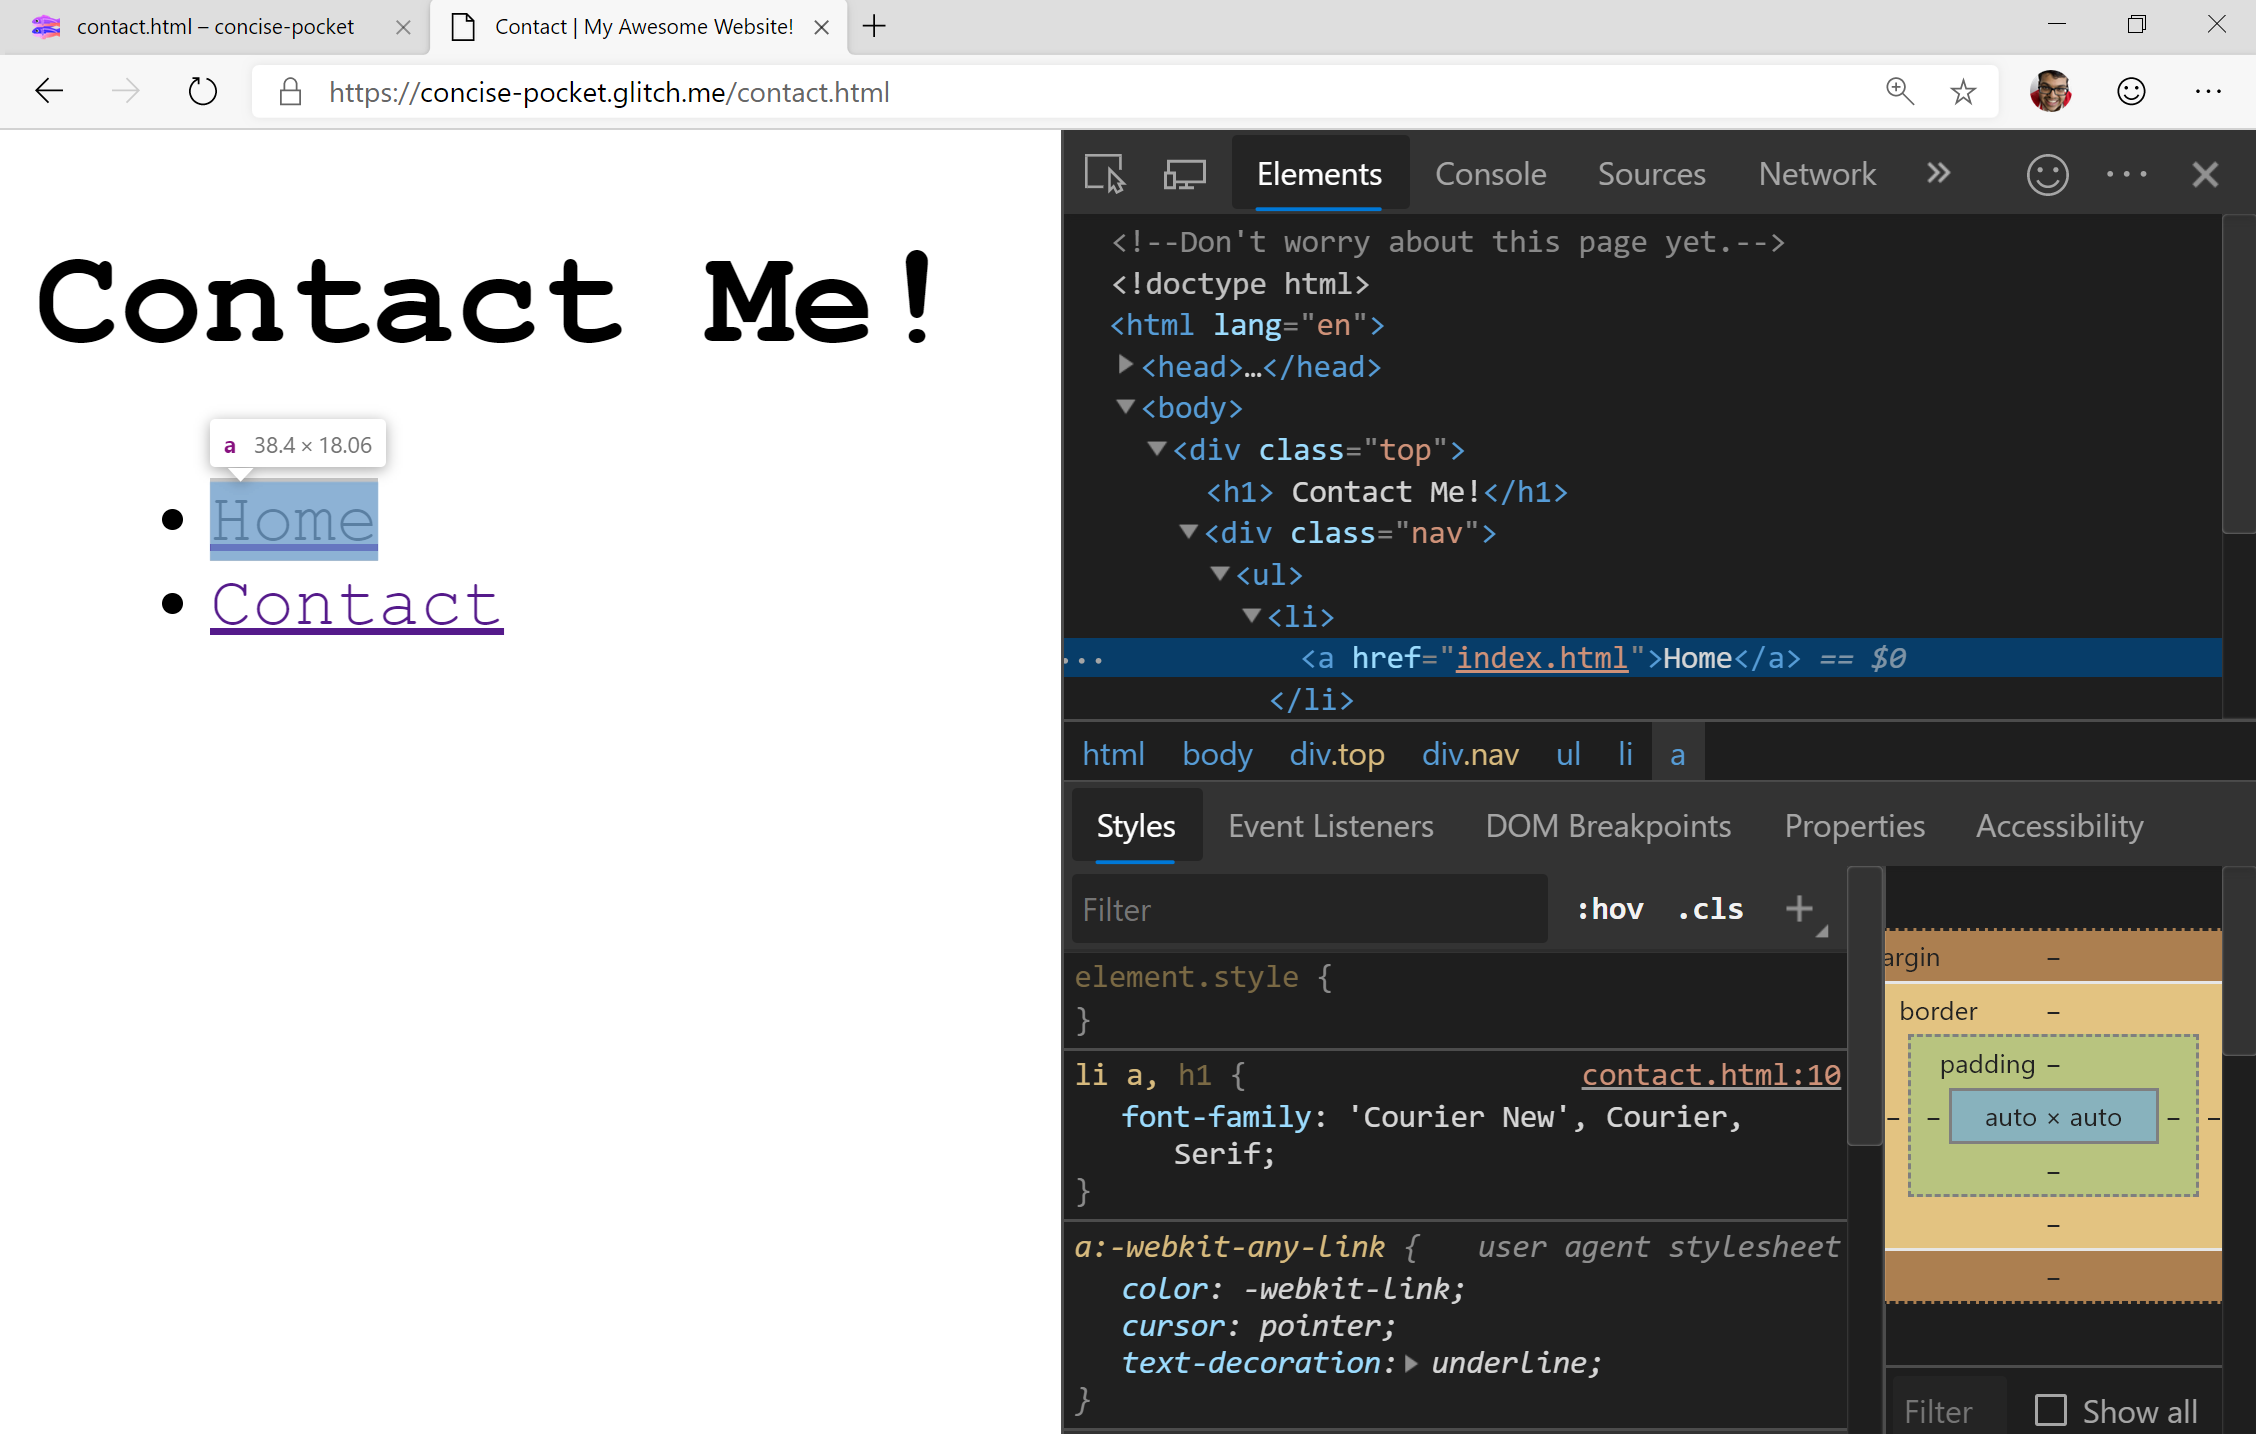 contact.html – concise-pocket
Contact | My Awesome Website!
https://concise-pocket.glitch.me/contact.html
Contact Me!
a 38.4 × 18.06
Home
Contact
Elements Console Sources Network
<!--Don't worry about this page yet.-->
<!doctype html>
<html lang="en">
<head>…</head>
<body>
<div class="top">
<h1> Contact Me!</h1>
<div class="nav">
<ul>
<li>
<a href="index.html">Home</a> == $0
</li>
html body div.top div.nav ul li a
Styles Event Listeners DOM Breakpoints Properties Accessibility
Filter :hov .cls +
element.style {
}
li a, h1 { contact.html:10
font-family: 'Courier New', Courier,
Serif;
}
a:-webkit-any-link { user agent stylesheet
color: -webkit-link;
cursor: pointer;
text-decoration: underline;
}
argin –
border –
padding –
– – auto × auto – –
–
–
–
Filter Show all